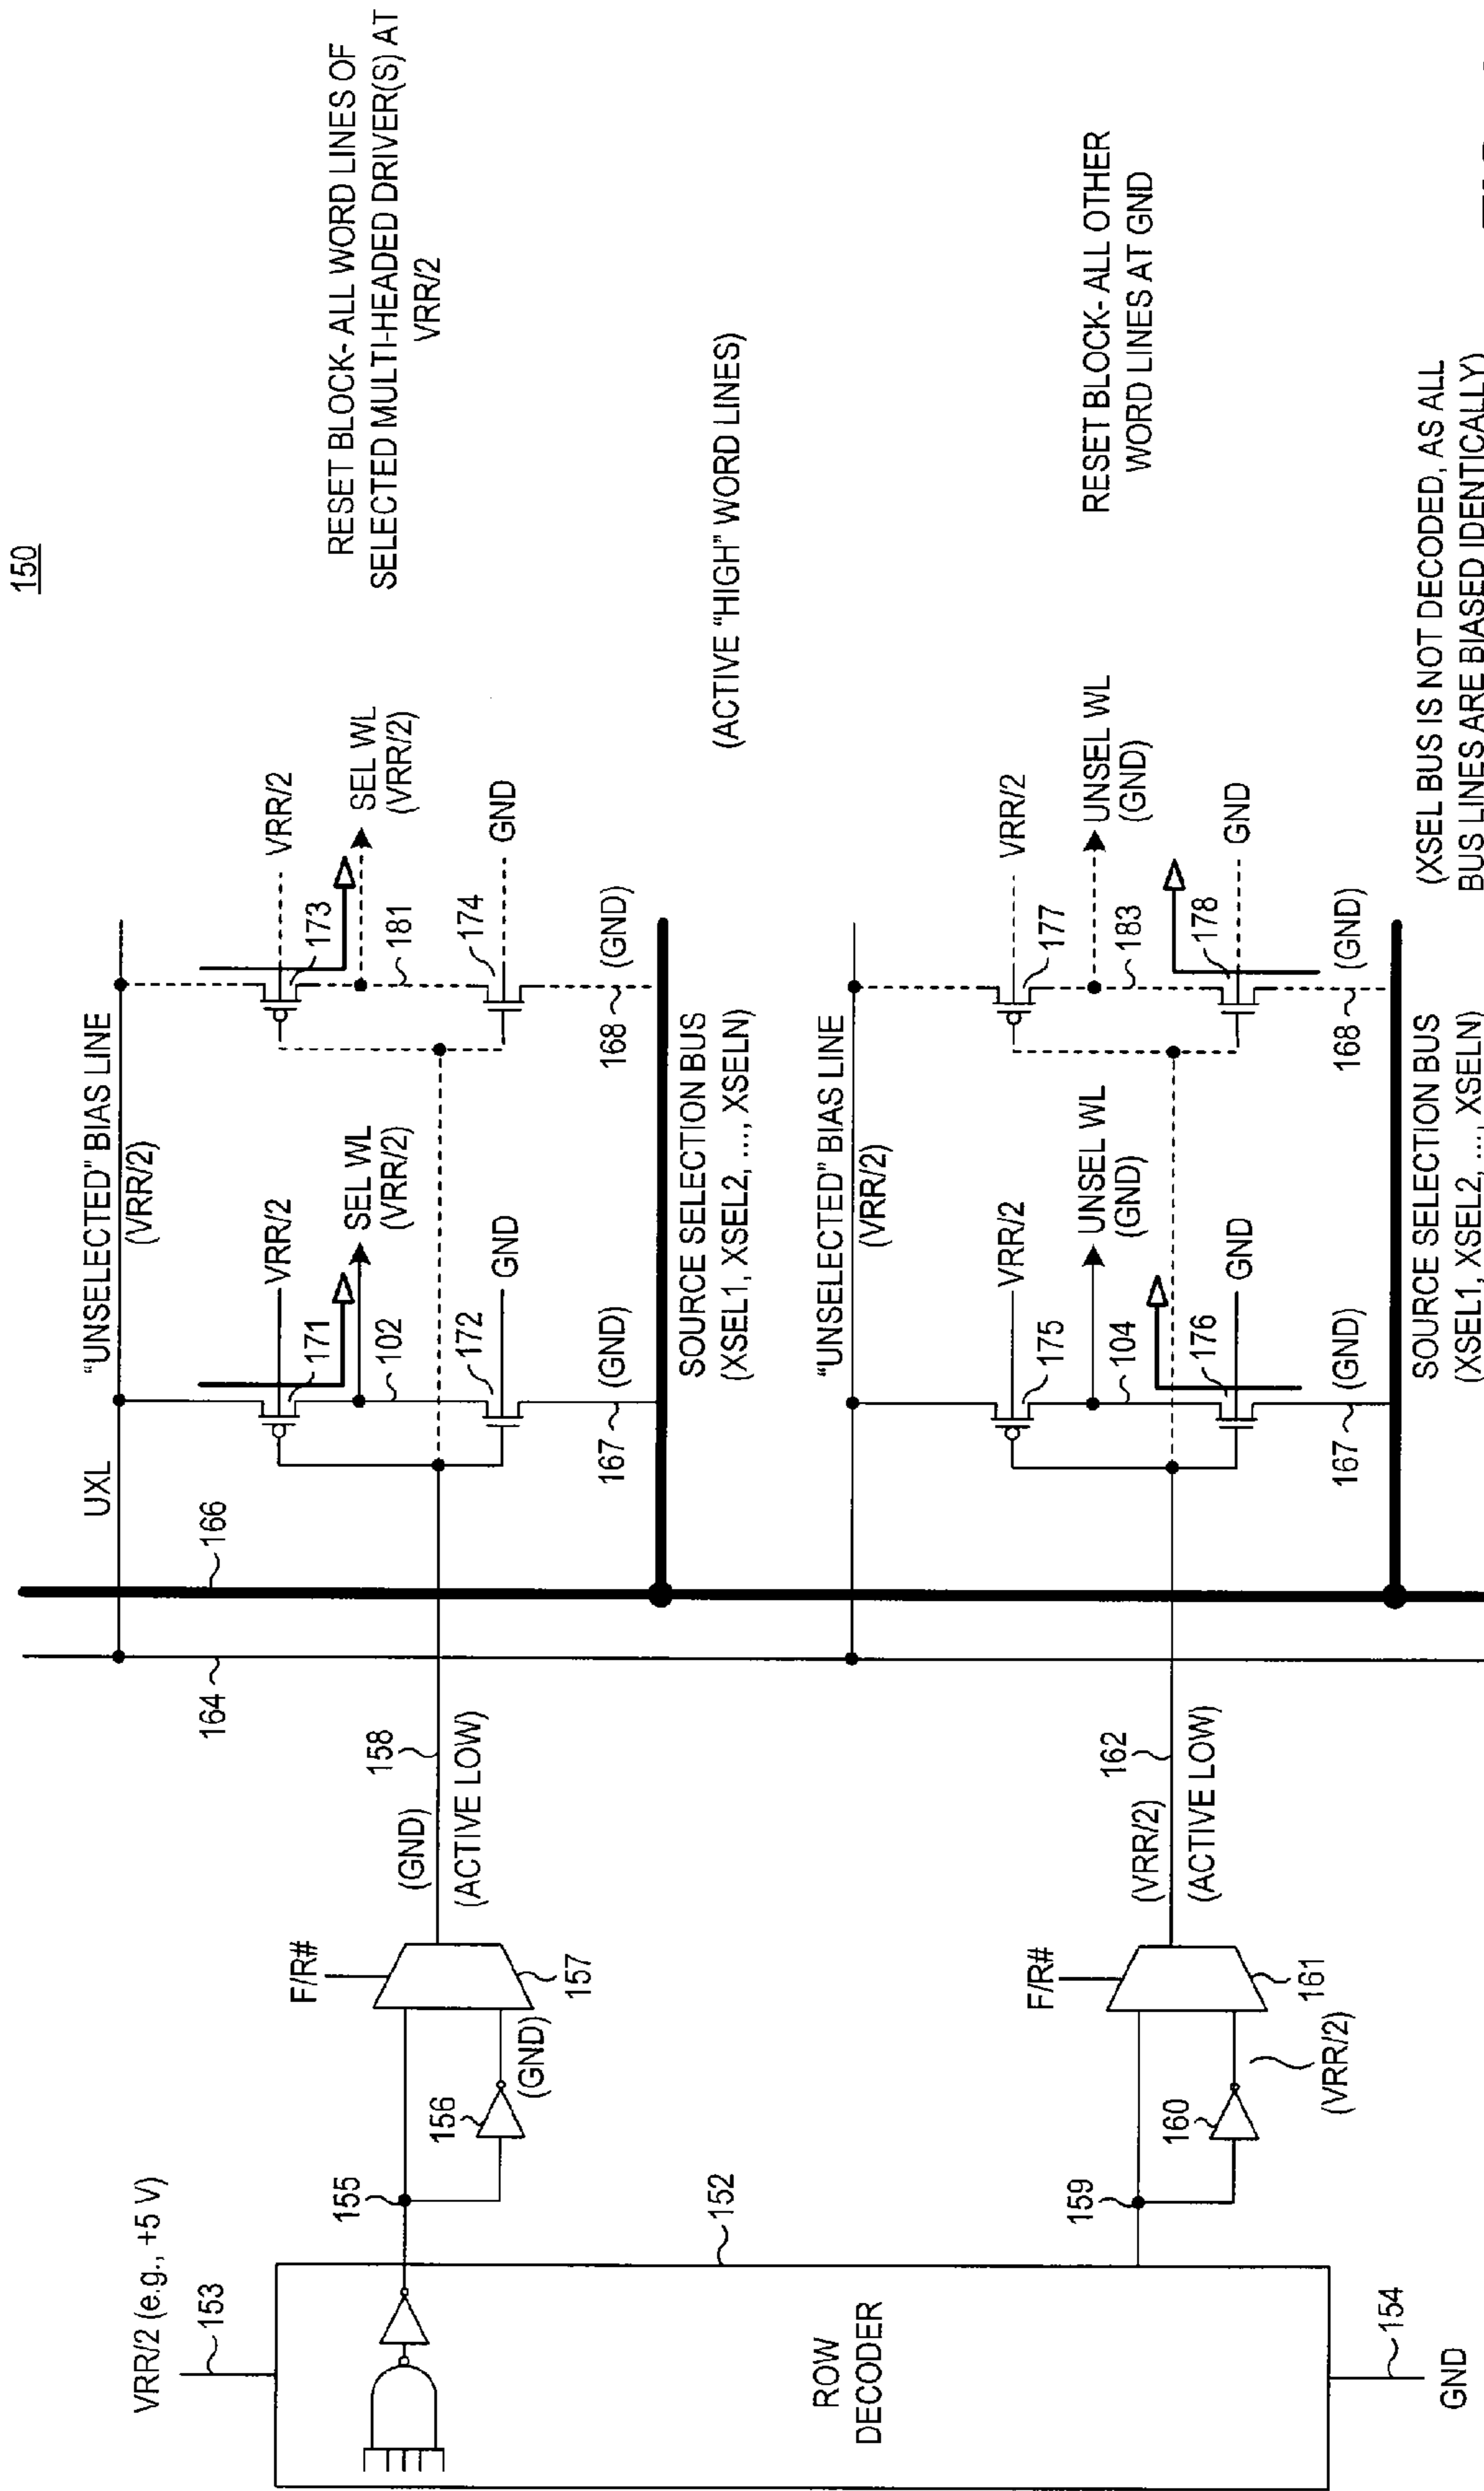 150
VRR/2 (e.g., +5 V)
153
ROW
DECODER
152
154
GND
155
156
(GND)
F/R#
157
(GND)
158
(ACTIVE LOW)
159
160
(VRR/2)
F/R#
161
(VRR/2)
162
(ACTIVE LOW)
164
166
UXL
"UNSELECTED" BIAS LINE
(VRR/2)
VRR/2
171
SEL WL
(VRR/2)
102
172
GND
167
(GND)
VRR/2
173
SEL WL
(VRR/2)
181
174
GND
168
(GND)
SOURCE SELECTION BUS
(XSEL1, XSEL2, ..., XSELN)
RESET BLOCK- ALL WORD LINES OF
SELECTED MULTI-HEADED DRIVER(S) AT
VRR/2
(ACTIVE "HIGH" WORD LINES)
"UNSELECTED" BIAS LINE
(VRR/2)
VRR/2
175
UNSEL WL
(GND)
104
176
GND
167
(GND)
VRR/2
177
UNSEL WL
(GND)
183
178
GND
168
(GND)
SOURCE SELECTION BUS
(XSEL1, XSEL2, ..., XSELN)
RESET BLOCK- ALL OTHER
WORD LINES AT GND
(XSEL BUS IS NOT DECODED, AS ALL
BUS LINES ARE BIASED IDENTICALLY)